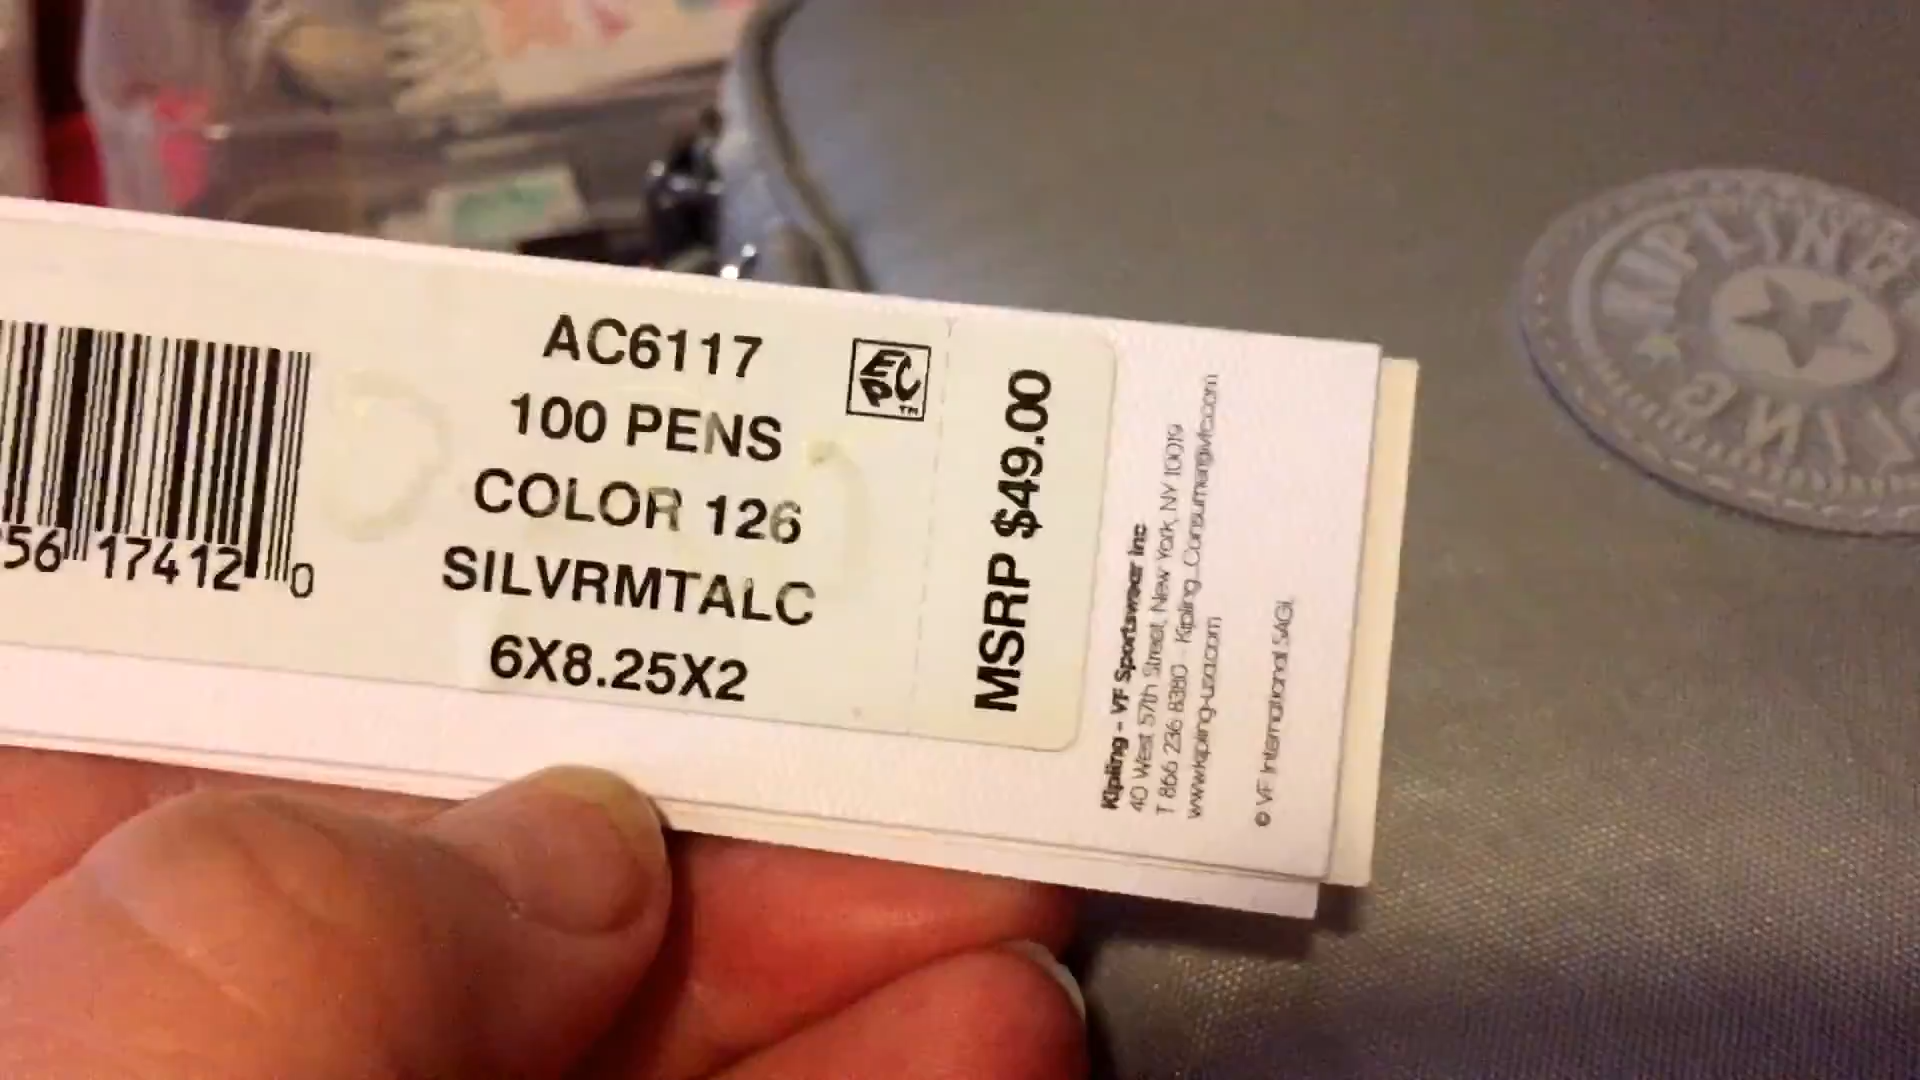 AC6117
100 PENS
COLOR 126
SILVRMTALC
6X8.25X2
56 17412 0
EPC™
MSRP $49.00
Kipling - VF Sportswear Inc
40 West 57th Street, New York, NY 10019
T 866 236 8380 - Kipling_Consumer@vfc.com
www.kipling-usa.com
© VF International SAGL
KIPLING
KIPLING